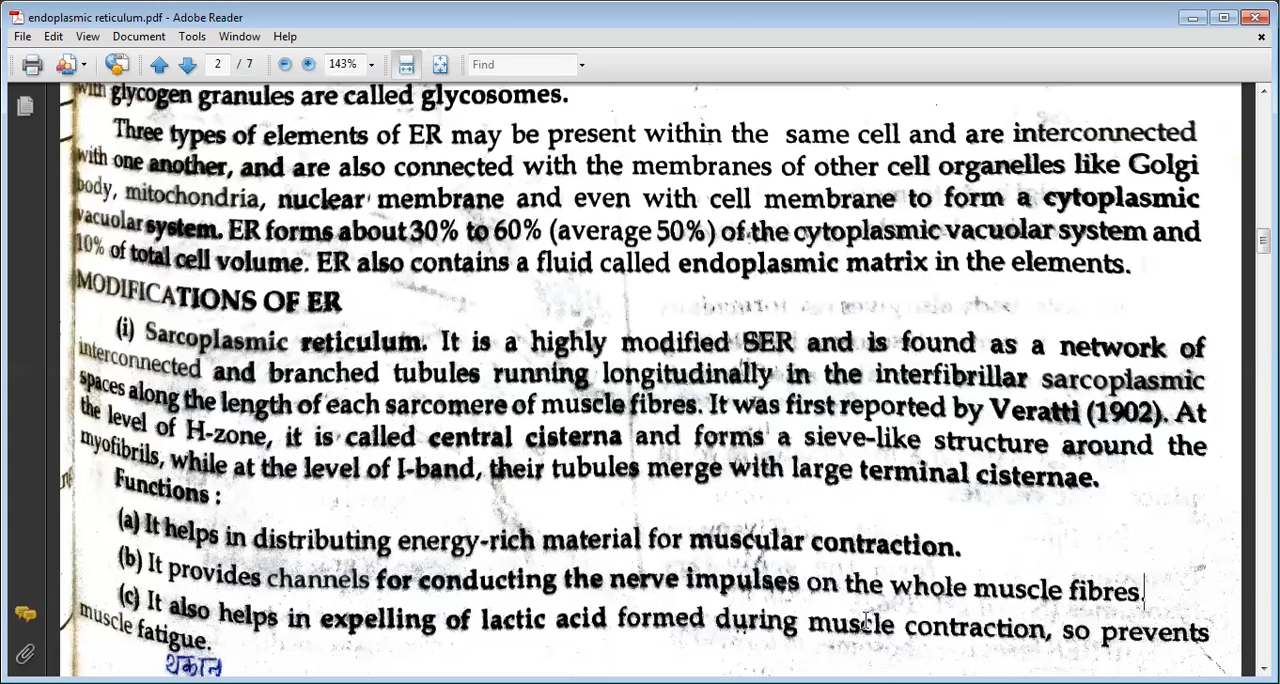 endoplasmic reticulum.pdf - Adobe Reader
File Edit View Document Tools Window Help
2 / 7 143% Find
with glycogen granules are called glycosomes.
Three types of elements of ER may be present within the same cell and are interconnected
with one another, and are also connected with the membranes of other cell organelles like Golgi
body, mitochondria, nuclear membrane and even with cell membrane to form a cytoplasmic
vacuolar system. ER forms about 30% to 60% (average 50%) of the cytoplasmic vacuolar system and
10% of total cell volume. ER also contains a fluid called endoplasmic matrix in the elements.
MODIFICATIONS OF ER
(i) Sarcoplasmic reticulum. It is a highly modified SER and is found as a network of
interconnected and branched tubules running longitudinally in the interfibrillar sarcoplasmic
spaces along the length of each sarcomere of muscle fibres. It was first reported by Veratti (1902). At
the level of H-zone, it is called central cisterna and forms a sieve-like structure around the
myofibrils, while at the level of I-band, their tubules merge with large terminal cisternae.
Functions :
(a) It helps in distributing energy-rich material for muscular contraction.
(b) It provides channels for conducting the nerve impulses on the whole muscle fibres.
(c) It also helps in expelling of lactic acid formed during muscle contraction, so prevents
muscle fatigue.
थकान